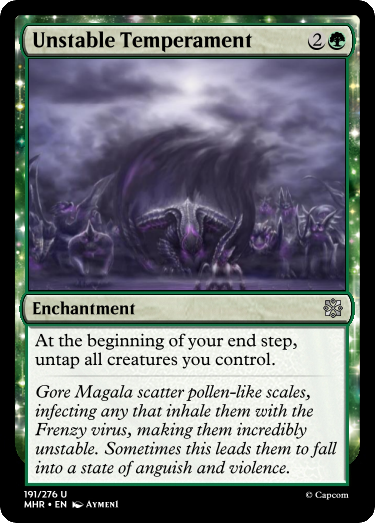 Unstable Temperament 2
Enchantment
At the beginning of your end step,
untap all creatures you control.
Gore Magala scatter pollen-like scales,
infecting any that inhale them with the
Frenzy virus, making them incredibly
unstable. Sometimes this leads them to fall
into a state of anguish and violence.
191/276 U
MHR • EN Aymenl
© Capcom